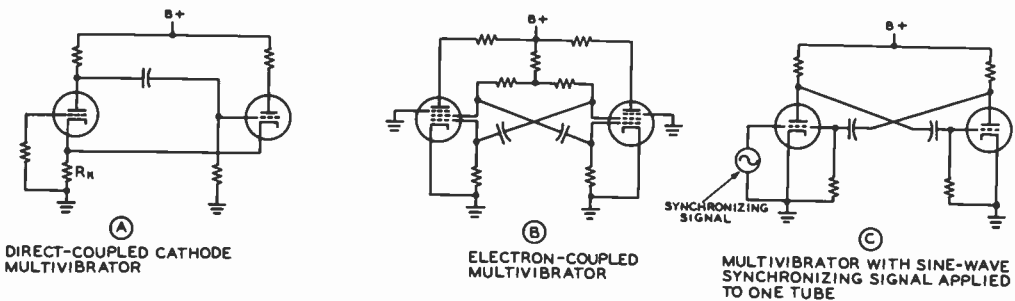 B+
RK
A
DIRECT-COUPLED CATHODE
MULTIVIBRATOR
B+
B
ELECTRON-COUPLED
MULTIVIBRATOR
B+
SYNCHRONIZING
SIGNAL
C
MULTIVIBRATOR WITH SINE-WAVE
SYNCHRONIZING SIGNAL APPLIED
TO ONE TUBE